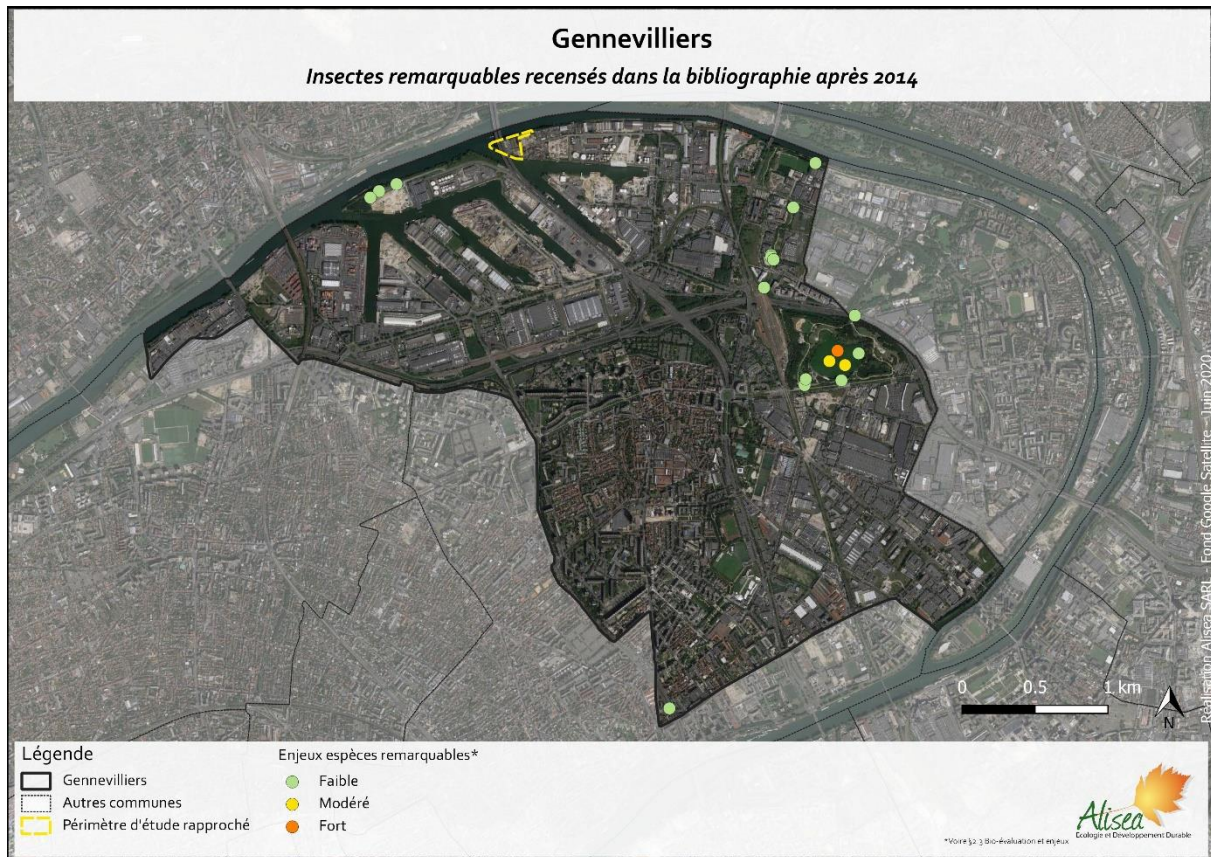 Gennevilliers
Insectes remarquables recensés dans la bibliographie après 2014
Réalisation Alisea SARL - Fond Google Satellite - Juin 2020
0 0.5 1 km
N
Légende
Gennevilliers
Autres communes
Périmètre d'étude rapproché
Enjeux espèces remarquables*
Faible
Modéré
Fort
*Voire §2.3 Bio-évaluation et enjeux
Alisea
Ecologie et Développement Durable